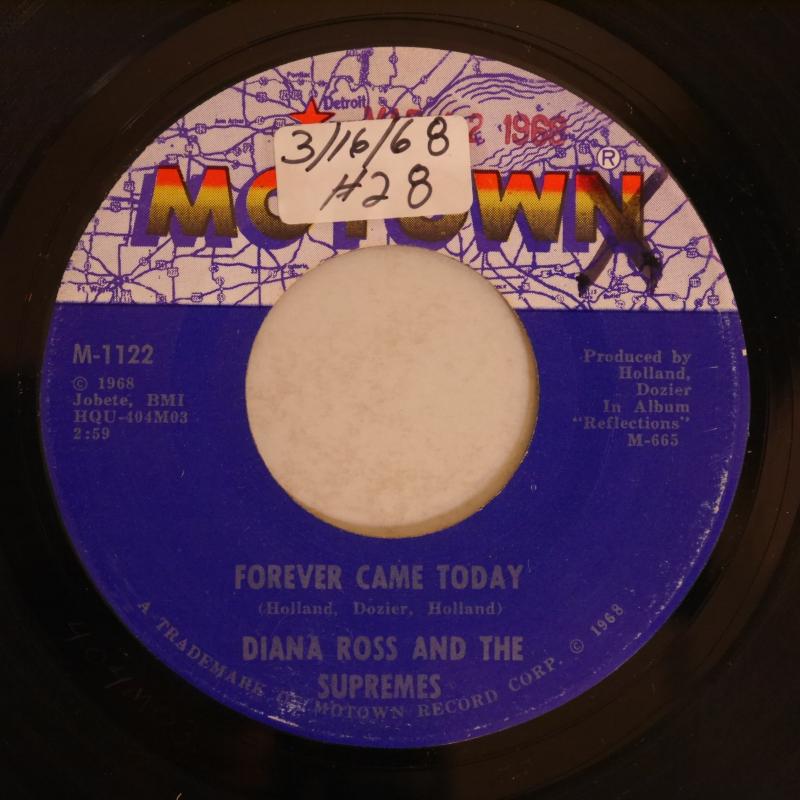 Detroit
1968
3/16/68
#28
MOTOWN
®
M-1122
© 1968
Jobete, BMI
HQU-404M03
2:59
Produced by
Holland,
Dozier
In Album
"Reflections"
M-665
FOREVER CAME TODAY
(Holland, Dozier, Holland)
DIANA ROSS AND THE
SUPREMES
A TRADEMARK OF MOTOWN RECORD CORP. © 1968